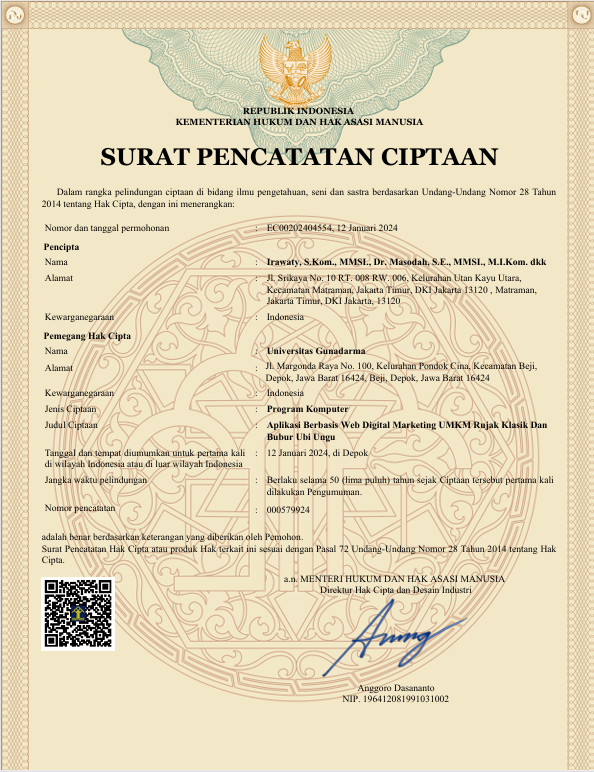 REPUBLIK INDONESIA
KEMENTERIAN HUKUM DAN HAK ASASI MANUSIA
SURAT PENCATATAN CIPTAAN
Dalam rangka pelindungan ciptaan di bidang ilmu pengetahuan, seni dan sastra berdasarkan Undang-Undang Nomor 28 Tahun
2014 tentang Hak Cipta, dengan ini menerangkan:
Nomor dan tanggal permohonan : EC00202404554, 12 Januari 2024
Pencipta
Nama : Irawaty, S.Kom., MMSI., Dr. Masodah, S.E., MMSI., M.I.Kom. dkk
Alamat : Jl. Srikaya No. 10 RT. 008 RW. 006, Kelurahan Utan Kayu Utara,
Kecamatan Matraman, Jakarta Timur, DKI Jakarta 13120 , Matraman,
Jakarta Timur, DKI Jakarta, 13120
Kewarganegaraan : Indonesia
Pemegang Hak Cipta
Nama : Universitas Gunadarma
Alamat : Jl. Margonda Raya No. 100, Kelurahan Pondok Cina, Kecamatan Beji,
Depok, Jawa Barat 16424, Beji, Depok, Jawa Barat 16424
Kewarganegaraan : Indonesia
Jenis Ciptaan : Program Komputer
Judul Ciptaan : Aplikasi Berbasis Web Digital Marketing UMKM Rujak Klasik Dan
Bubur Ubi Ungu
Tanggal dan tempat diumumkan untuk pertama kali : 12 Januari 2024, di Depok
di wilayah Indonesia atau di luar wilayah Indonesia
Jangka waktu pelindungan : Berlaku selama 50 (lima puluh) tahun sejak Ciptaan tersebut pertama kali
dilakukan Pengumuman.
Nomor pencatatan : 000579924
adalah benar berdasarkan keterangan yang diberikan oleh Pemohon.
Surat Pencatatan Hak Cipta atau produk Hak terkait ini sesuai dengan Pasal 72 Undang-Undang Nomor 28 Tahun 2014 tentang Hak
Cipta.
a.n. MENTERI HUKUM DAN HAK ASASI MANUSIA
Direktur Hak Cipta dan Desain Industri
Anggoro Dasananto
NIP. 196412081991031002